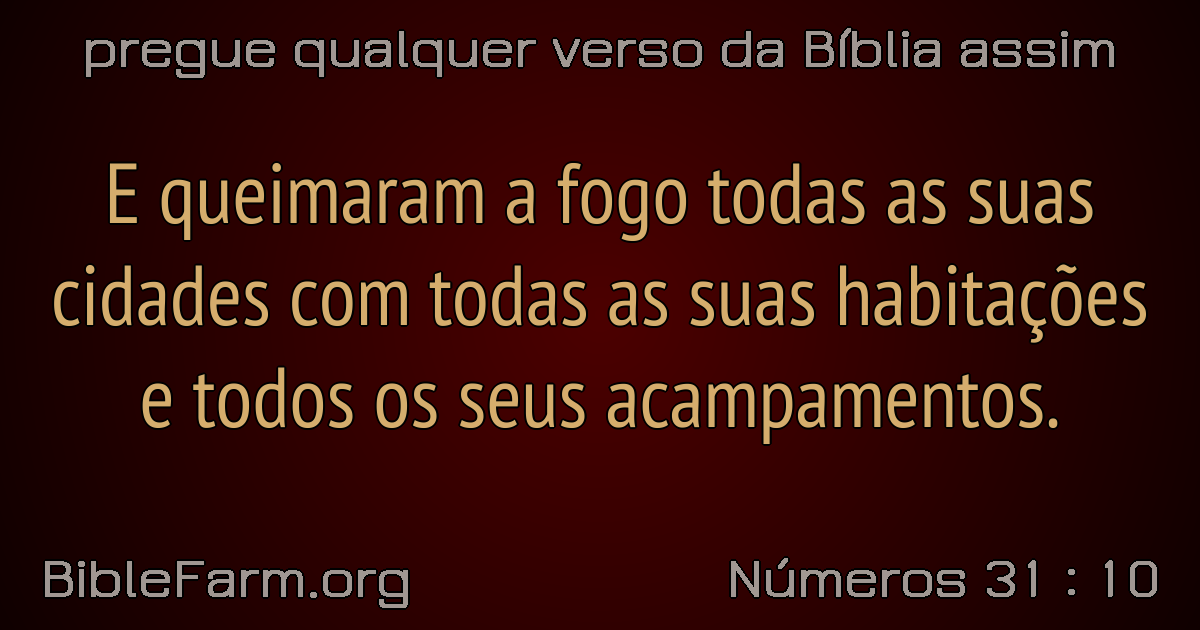 pregue qualquer verso da Bíblia assim
E queimaram a fogo todas as suas
cidades com todas as suas habitações
e todos os seus acampamentos.
BibleFarm.org
Números 31 : 10